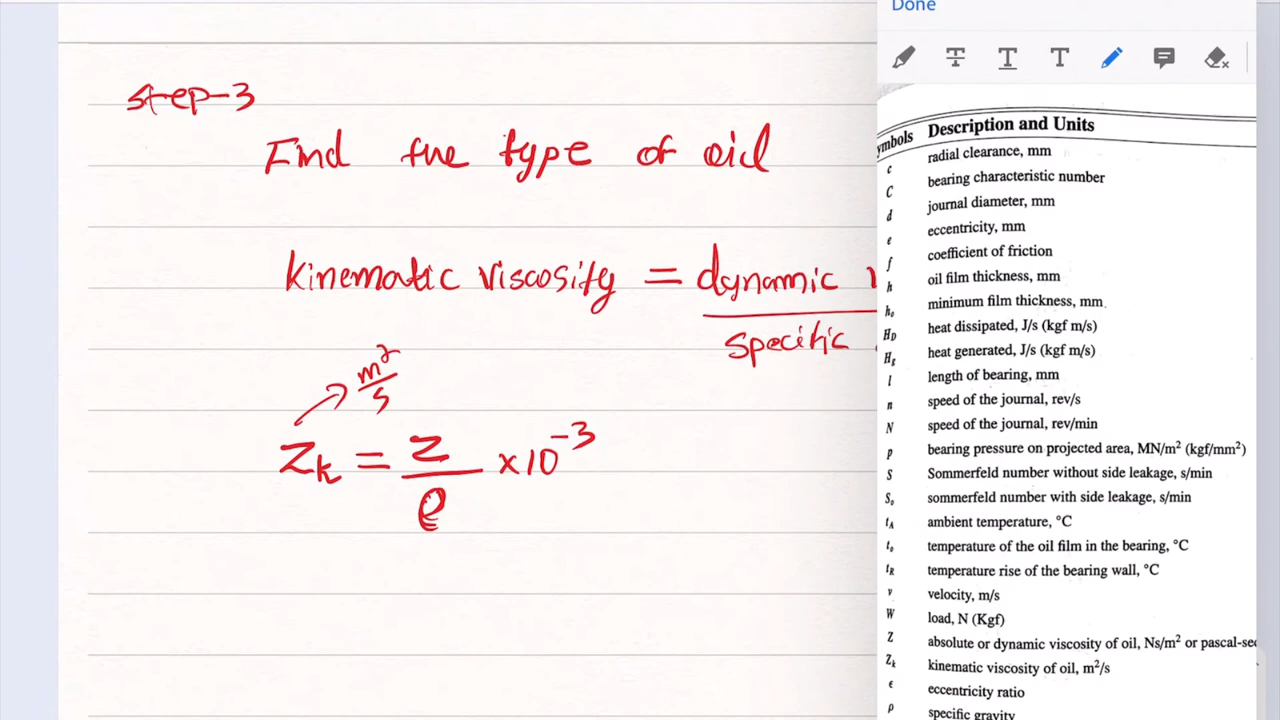 Done
step-3
Find the type of oil
kinematic viscosity = dynamic
specific
m²/s
Zk = Z/ρ ×10⁻³
ymbols Description and Units
c radial clearance, mm
C bearing characteristic number
d journal diameter, mm
e eccentricity, mm
f coefficient of friction
h oil film thickness, mm
h₀ minimum film thickness, mm
H_D heat dissipated, J/s (kgf m/s)
H_g heat generated, J/s (kgf m/s)
l length of bearing, mm
n speed of the journal, rev/s
N speed of the journal, rev/min
p bearing pressure on projected area, MN/m² (kgf/mm²)
S Sommerfeld number without side leakage, s/min
S₀ sommerfeld number with side leakage, s/min
t_A ambient temperature, °C
t₀ temperature of the oil film in the bearing, °C
t_R temperature rise of the bearing wall, °C
v velocity, m/s
W load, N (Kgf)
Z absolute or dynamic viscosity of oil, Ns/m² or pascal-sec
Z_k kinematic viscosity of oil, m²/s
ϵ eccentricity ratio
ρ specific gravity